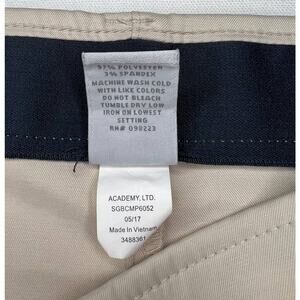 97% POLYESTER
3% SPANDEX
MACHINE WASH COLD
WITH LIKE COLORS
DO NOT BLEACH
TUMBLE DRY LOW
IRON ON LOWEST
SETTING
RN# 098223
ACADEMY, LTD.
SGBCMP6052
05/17
Made In Vietnam
3488361